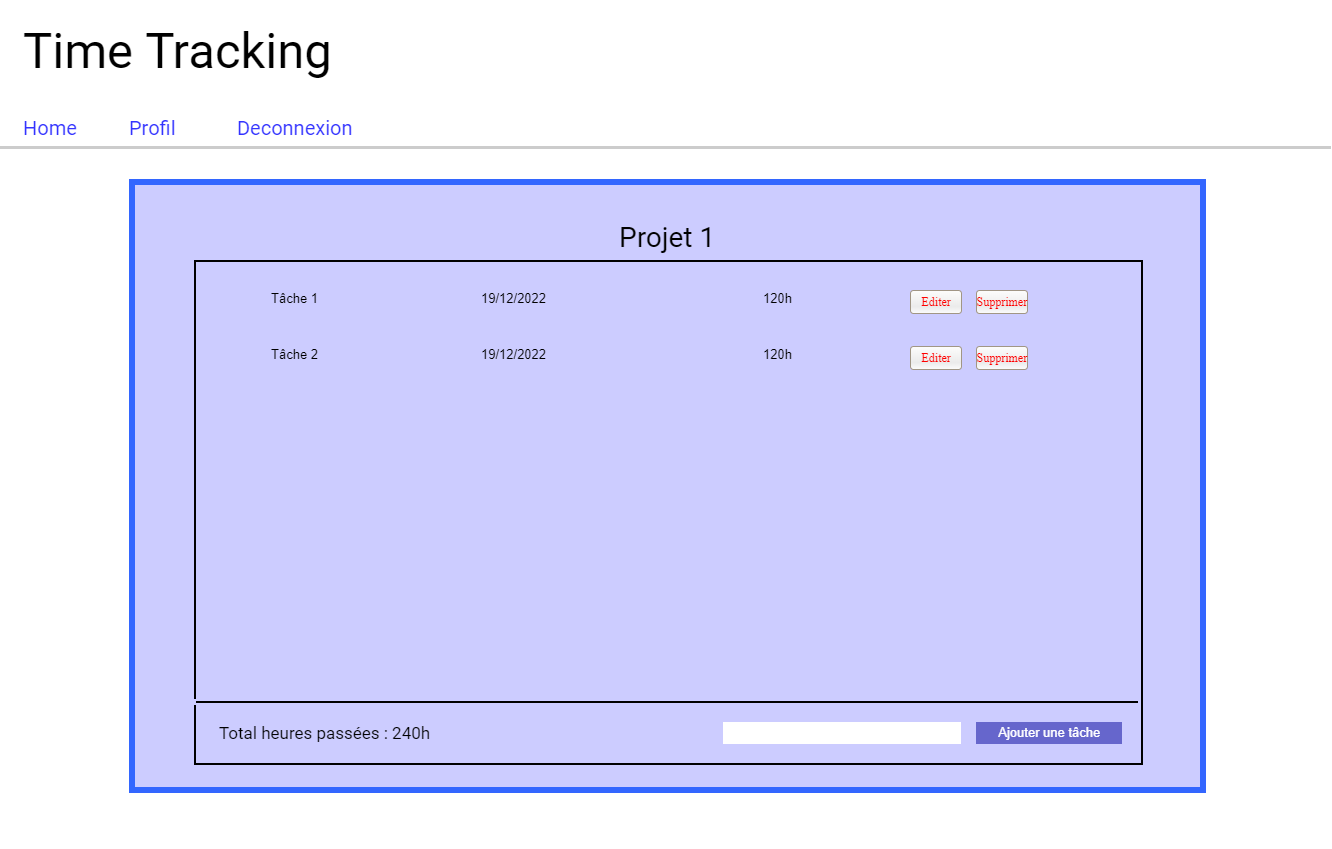 Time Tracking
Home Profil Deconnexion
Projet 1
Tâche 1 19/12/2022 120h Editer Supprimer
Tâche 2 19/12/2022 120h Editer Supprimer
Total heures passées : 240h Ajouter une tâche